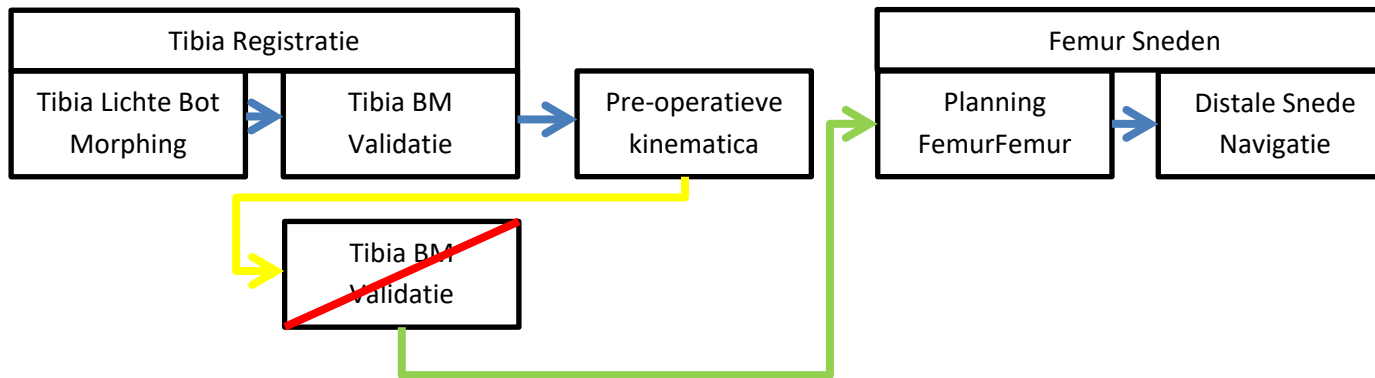 Tibia Registratie
Tibia Lichte Bot
Morphing
Tibia BM
Validatie
Pre-operatieve
kinematica
Femur Sneden
Planning
FemurFemur
Distale Snede
Navigatie
Tibia BM
Validatie